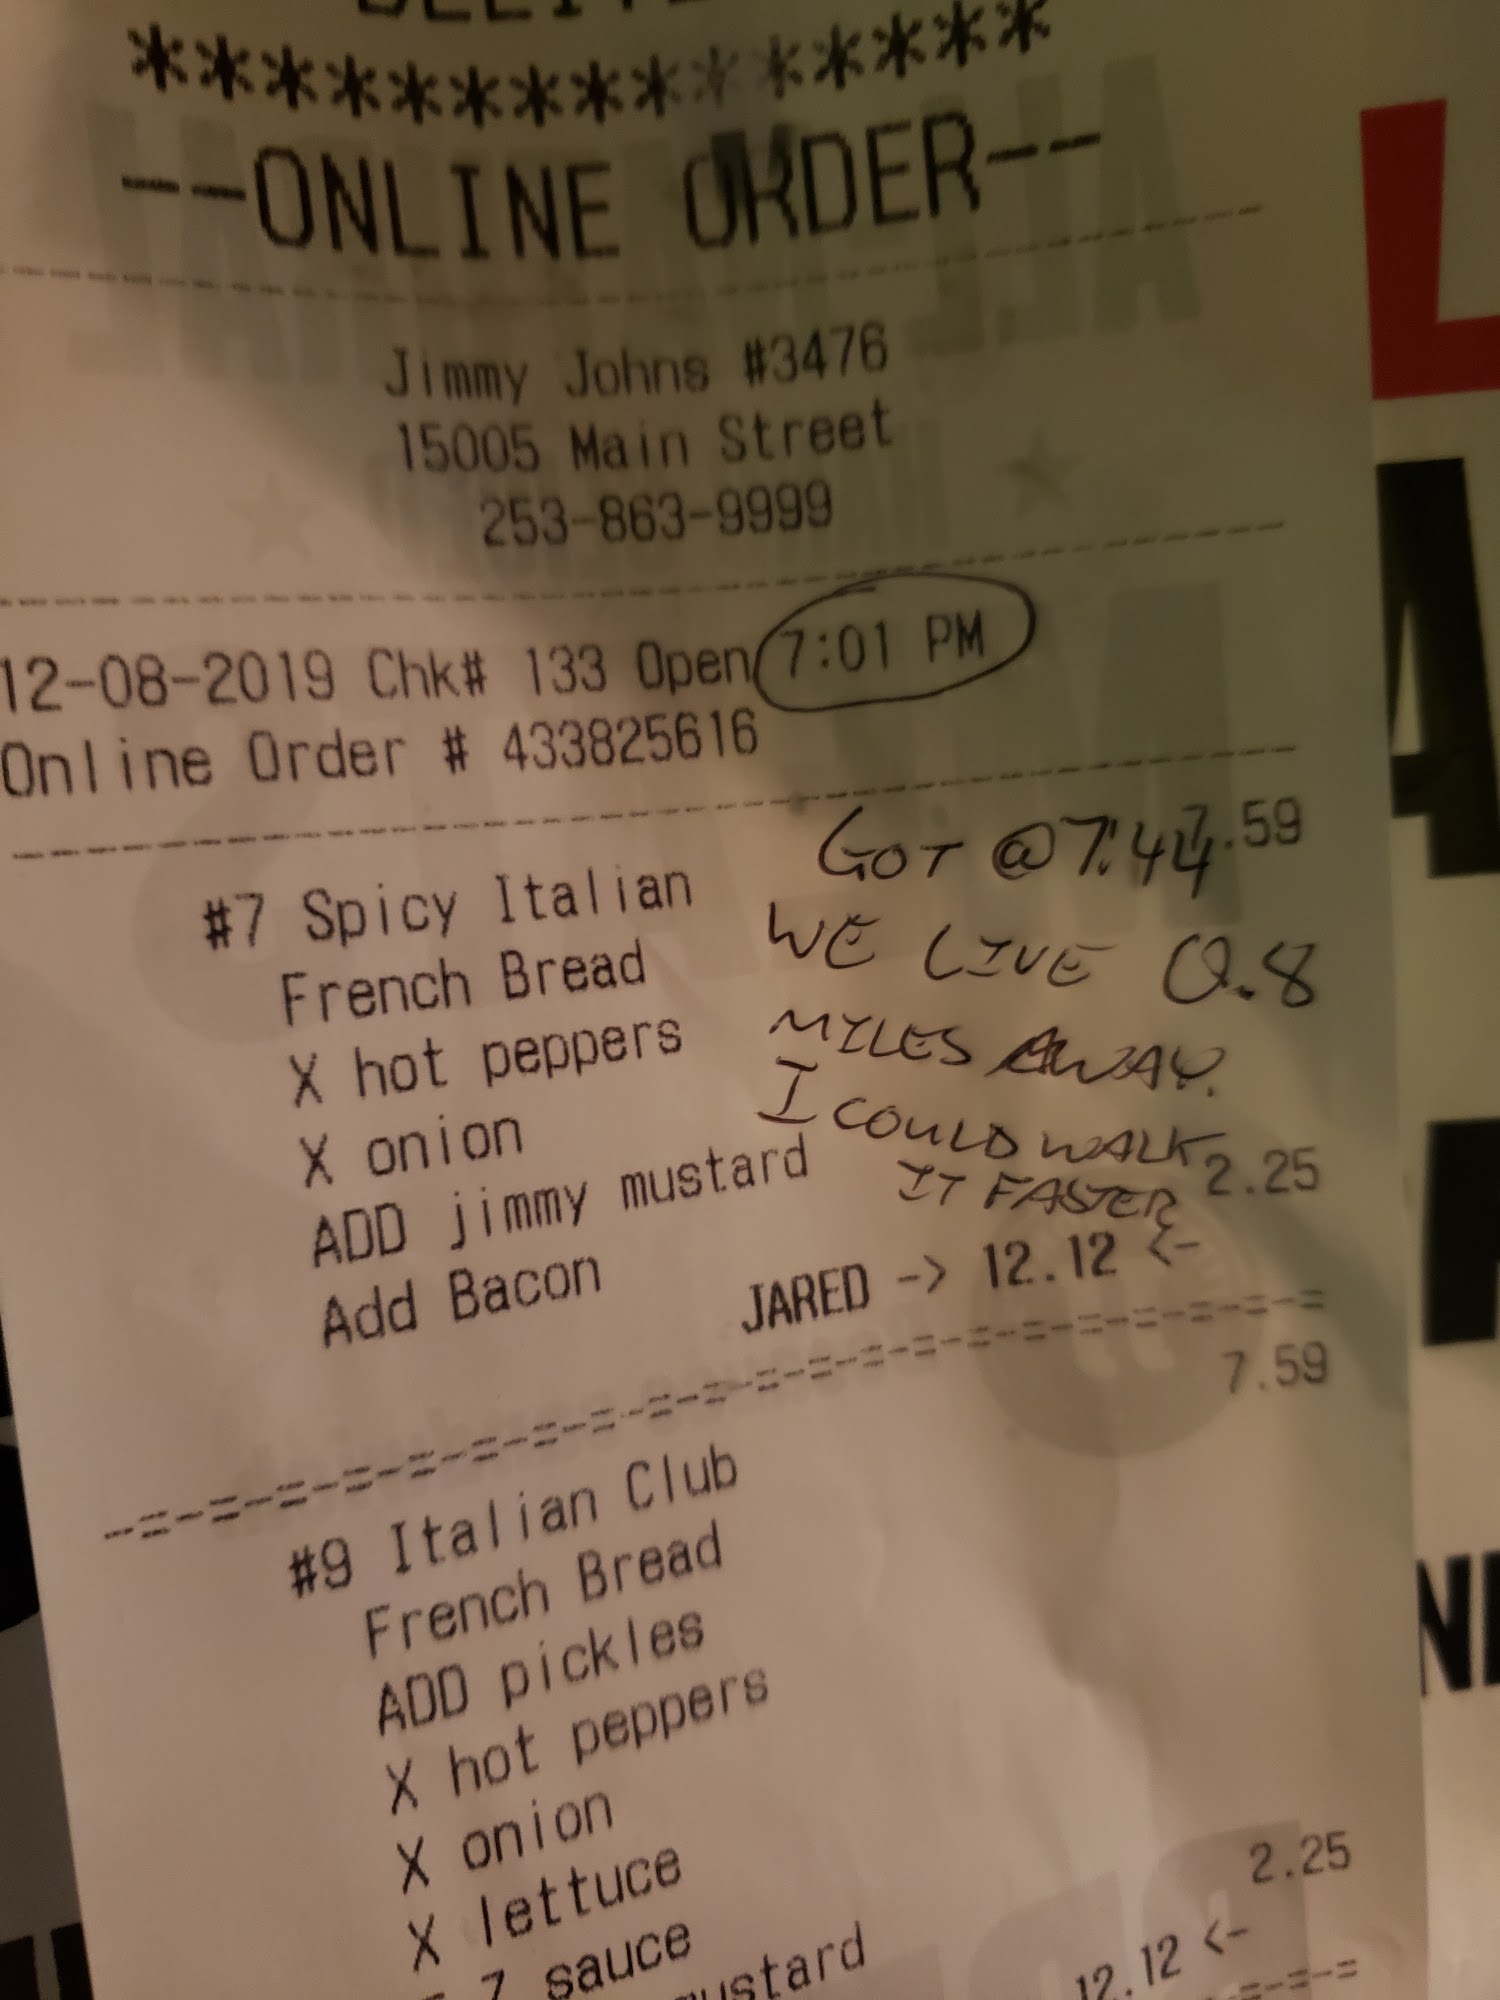 ***************
--ONLINE ORDER--
Jimmy Johns #3476
15005 Main Street
253-863-9999
12-08-2019 Chk# 133 Open 7:01 PM
Online Order # 433825616
GOT @ 7:44
7.59
#7 Spicy Italian
WE LIVE 0.8
French Bread
MILES AWAY.
X hot peppers
I COULD WALK
X onion
IT FASTER
2.25
ADD jimmy mustard
Add Bacon
JARED -> 12.12 <-
7.59
#9 Italian Club
French Bread
ADD pickles
X hot peppers
X onion
X lettuce
2.25
sauce
mustard
12.12 <-